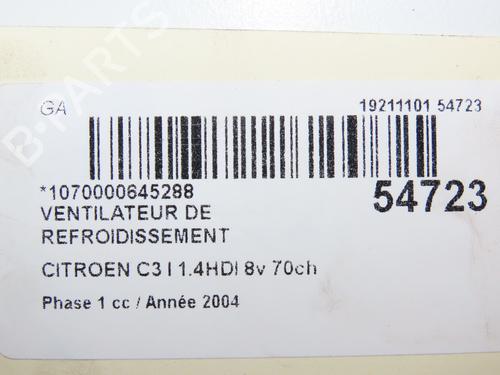 B-PARTS
GA
19211101 54723
*1070000645288
54723
VENTILATEUR DE
REFROIDISSEMENT
CITROEN C3 I 1.4HDI 8v 70ch
Phase 1 cc / Année 2004